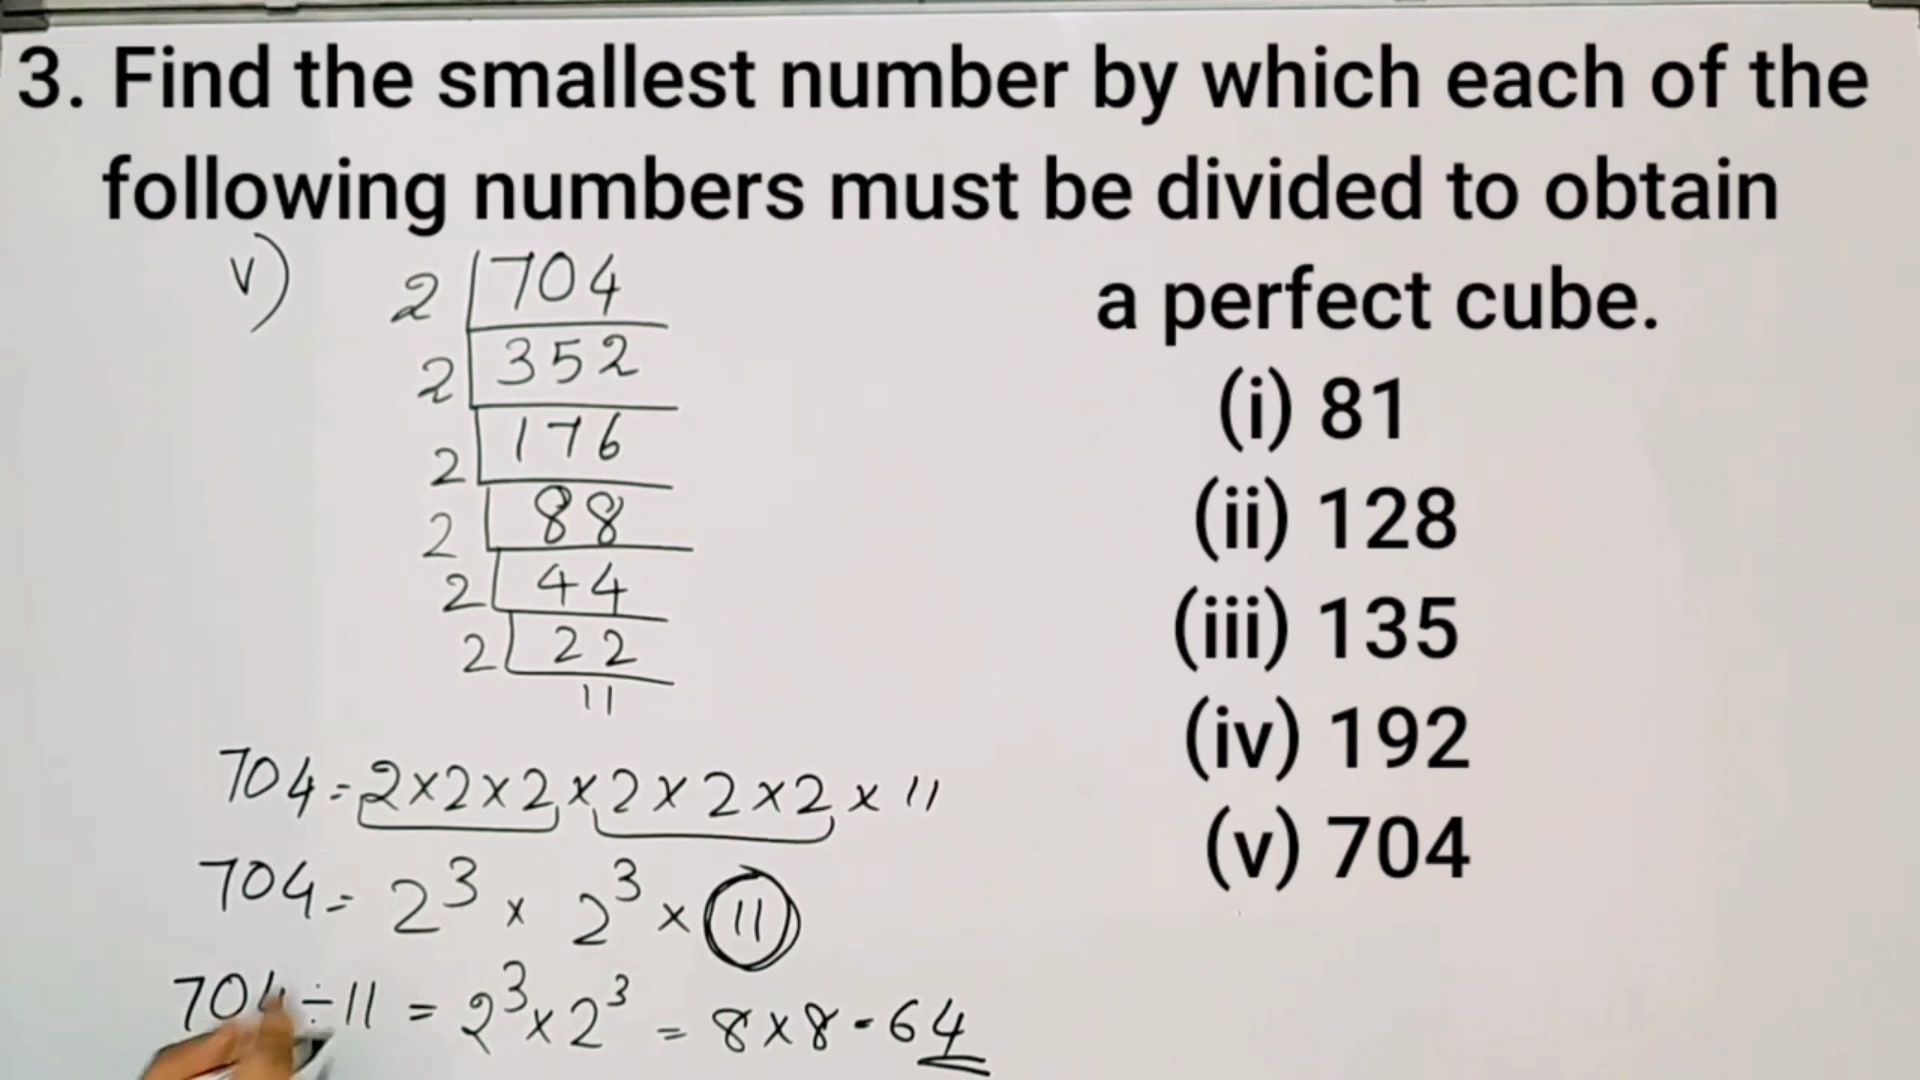 3. Find the smallest number by which each of the
following numbers must be divided to obtain
a perfect cube.
(i) 81
(ii) 128
(iii) 135
(iv) 192
(v) 704
v)
2 704
2 352
2 176
2 88
2 44
2 22
11
704=2×2×2×2×2×2×11
704= 2³ × 2³ × 11
704÷11 = 2³×2³ = 8×8=64